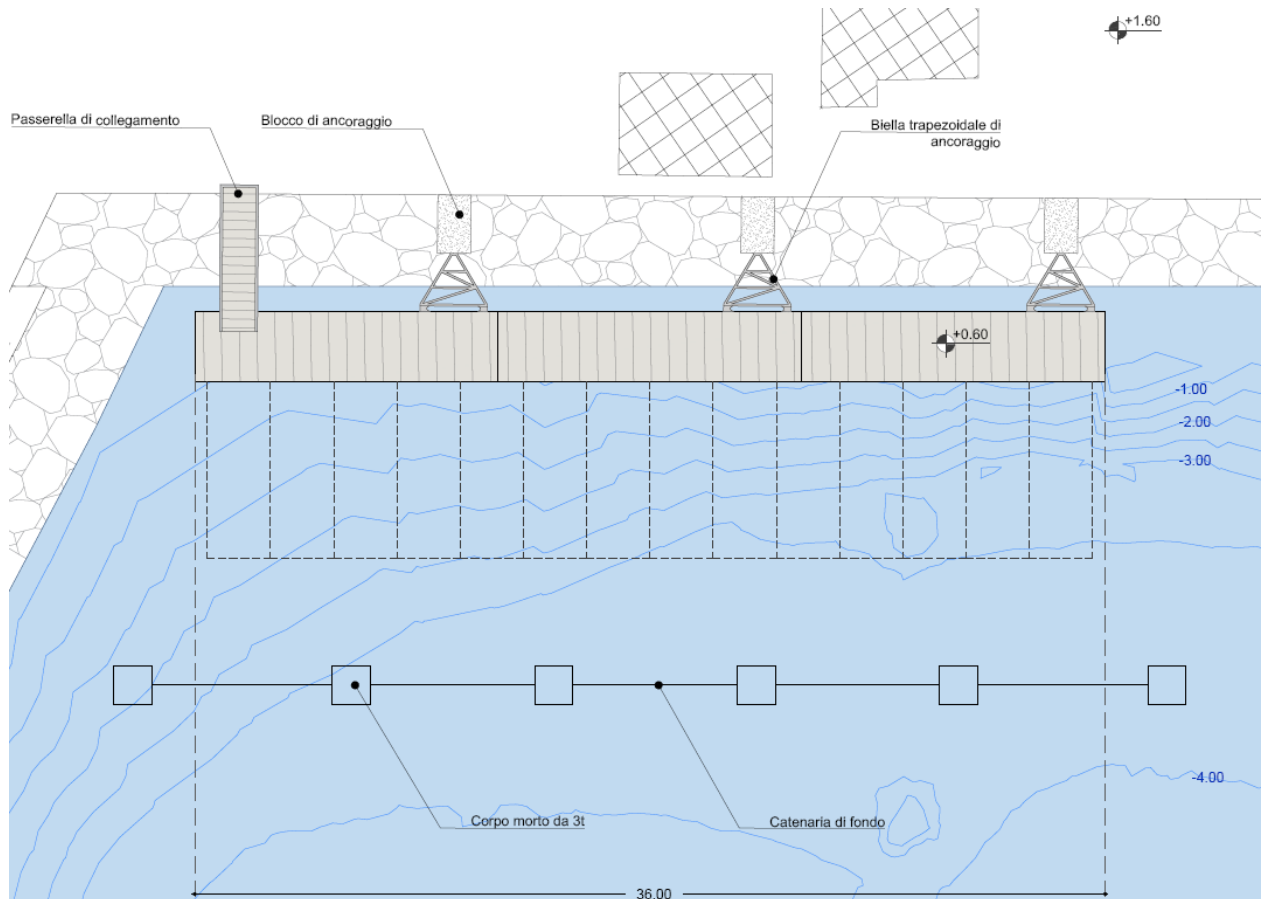 +1.60
Passerella di collegamento
Blocco di ancoraggio
Biella trapezoidale di
ancoraggio
+0.60
-1.00
-2.00
-3.00
-4.00
Corpo morto da 3t
Catenaria di fondo
36.00